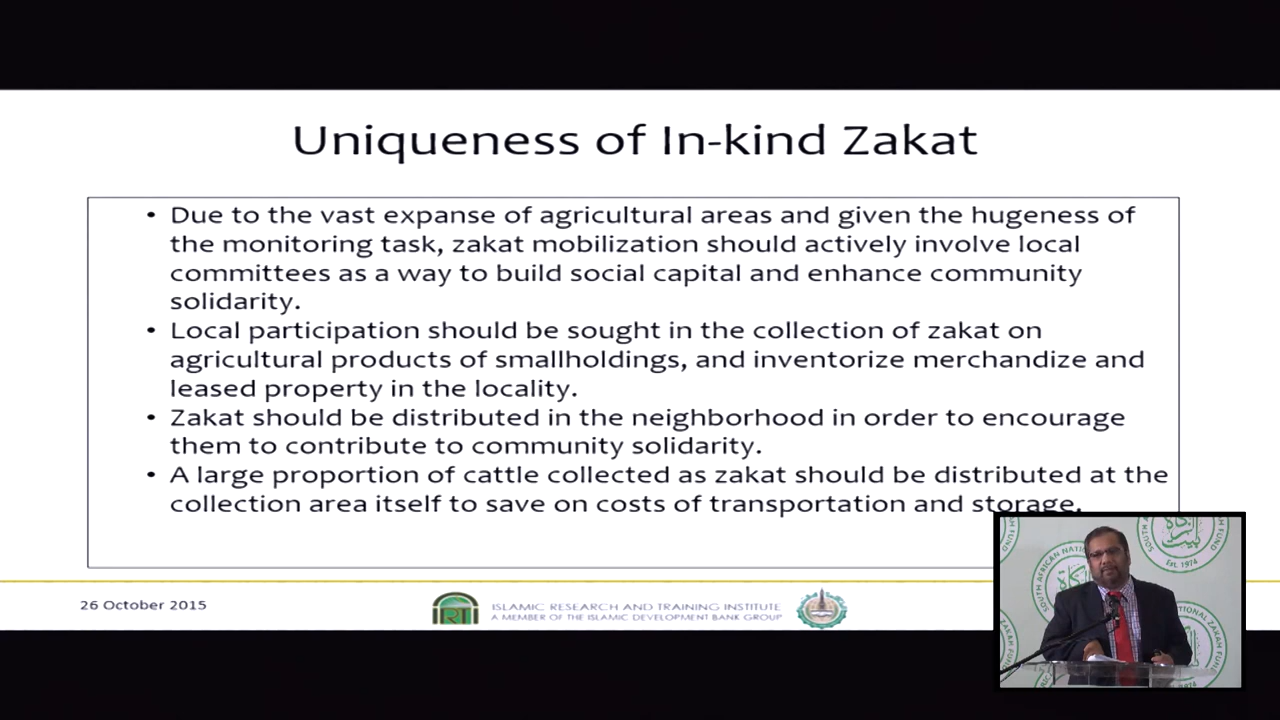 Uniqueness of In-kind Zakat
• Due to the vast expanse of agricultural areas and given the hugeness of
the monitoring task, zakat mobilization should actively involve local
committees as a way to build social capital and enhance community
solidarity.
• Local participation should be sought in the collection of zakat on
agricultural products of smallholdings, and inventorize merchandize and
leased property in the locality.
• Zakat should be distributed in the neighborhood in order to encourage
them to contribute to community solidarity.
• A large proportion of cattle collected as zakat should be distributed at the
collection area itself to save on costs of transportation and storage.
26 October 2015
IRTI
ISLAMIC RESEARCH AND TRAINING INSTITUTE
A MEMBER OF THE ISLAMIC DEVELOPMENT BANK GROUP
SOUTH AFRICAN
Est. 1974